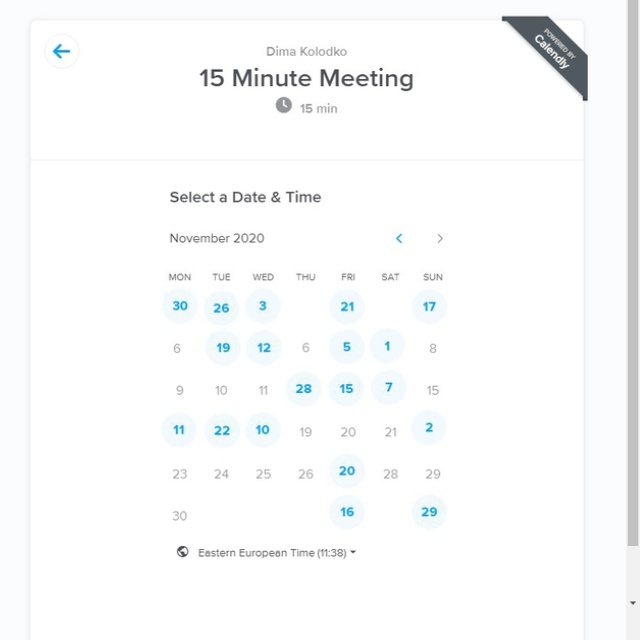 POWERED BY
Calendly
Dima Kolodko
15 Minute Meeting
15 min
Select a Date & Time
November 2020
MON TUE WED THU FRI SAT SUN
30 26 3 21 17
6 19 12 6 5 1 8
9 10 11 28 15 7 15
11 22 10 19 20 21 2
23 24 25 26 20 28 29
30 16 29
Eastern European Time (11:38)